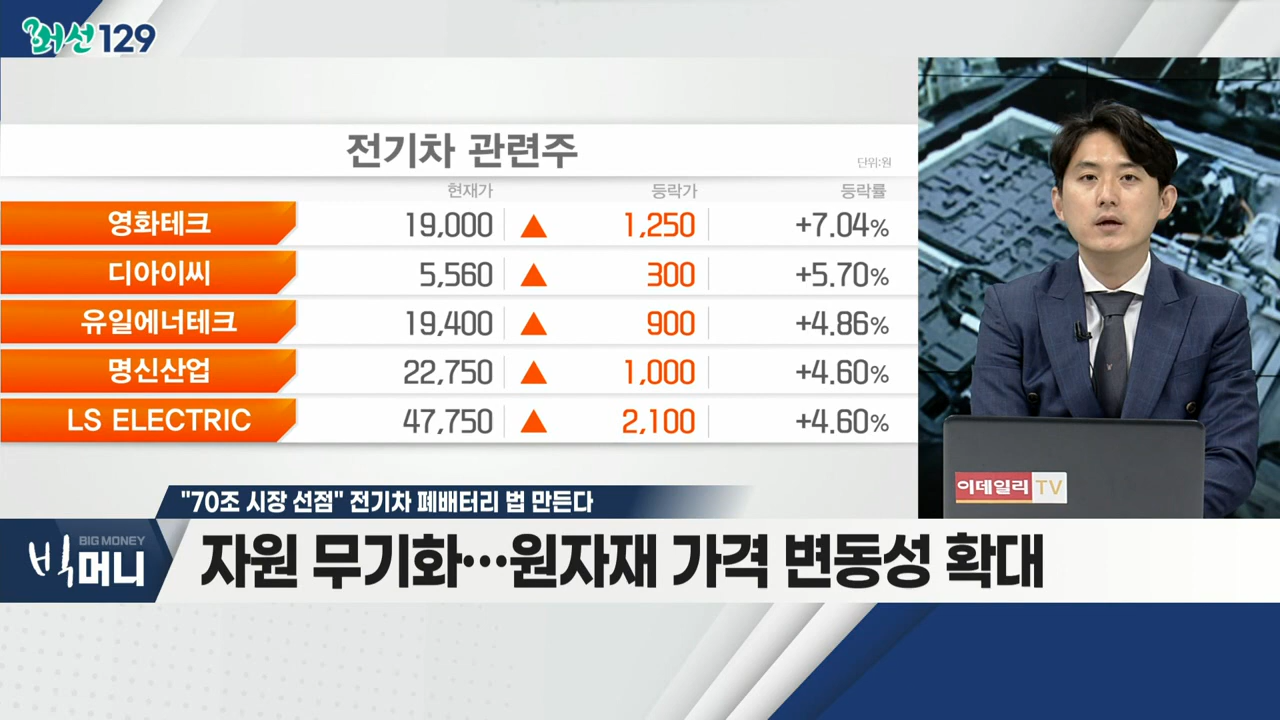 머선129
전기차 관련주
단위:원
현재가 등락가 등락률
영화테크 19,000 ▲ 1,250 +7.04%
디아이씨 5,560 ▲ 300 +5.70%
유일에너테크 19,400 ▲ 900 +4.86%
명신산업 22,750 ▲ 1,000 +4.60%
LS ELECTRIC 47,750 ▲ 2,100 +4.60%
이데일리 TV
"70조 시장 선점" 전기차 폐배터리 법 만든다
BIG MONEY
빅머니
자원 무기화…원자재 가격 변동성 확대